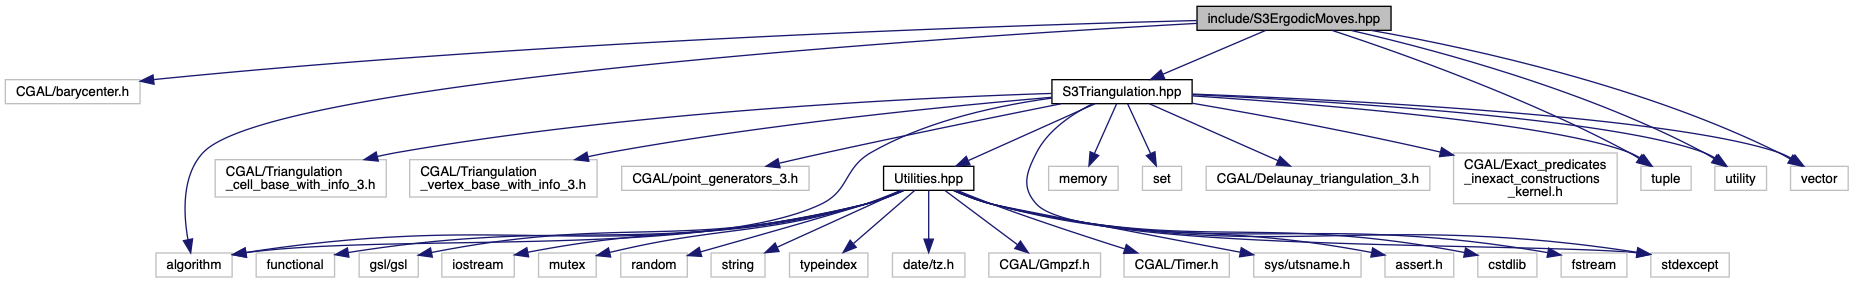 include/S3ErgodicMoves.hpp
CGAL/barycenter.h
S3Triangulation.hpp
CGAL/Triangulation
_cell_base_with_info_3.h
CGAL/Triangulation
_vertex_base_with_info_3.h
CGAL/point_generators_3.h
Utilities.hpp
memory
set
CGAL/Delaunay_triangulation_3.h
CGAL/Exact_predicates
_inexact_constructions
_kernel.h
tuple
utility
vector
algorithm
functional
gsl/gsl
iostream
mutex
random
string
typeindex
date/tz.h
CGAL/Gmpzf.h
CGAL/Timer.h
sys/utsname.h
assert.h
cstdlib
fstream
stdexcept